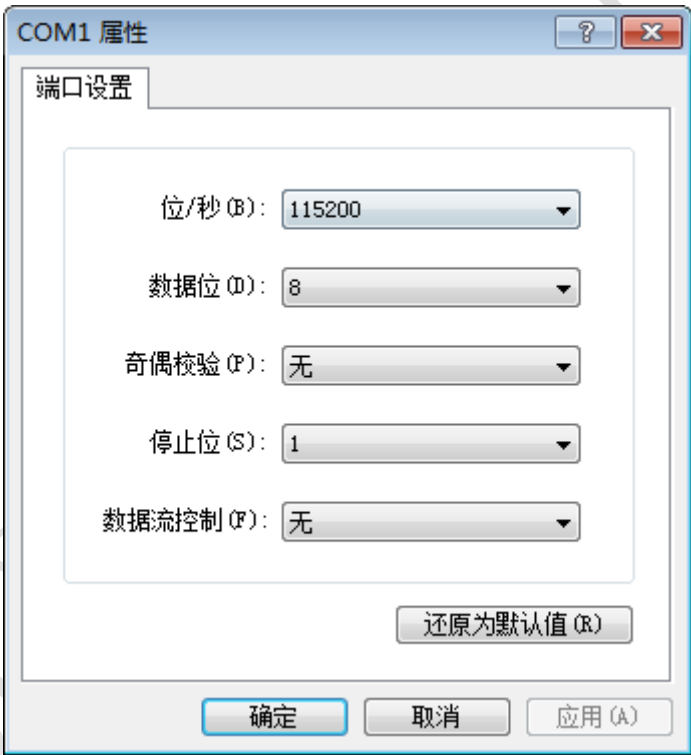 COM1 属性
端口设置
位/秒(B): 115200
数据位(D): 8
奇偶校验(P): 无
停止位(S): 1
数据流控制(F): 无
还原为默认值(R)
确定 取消 应用(A)